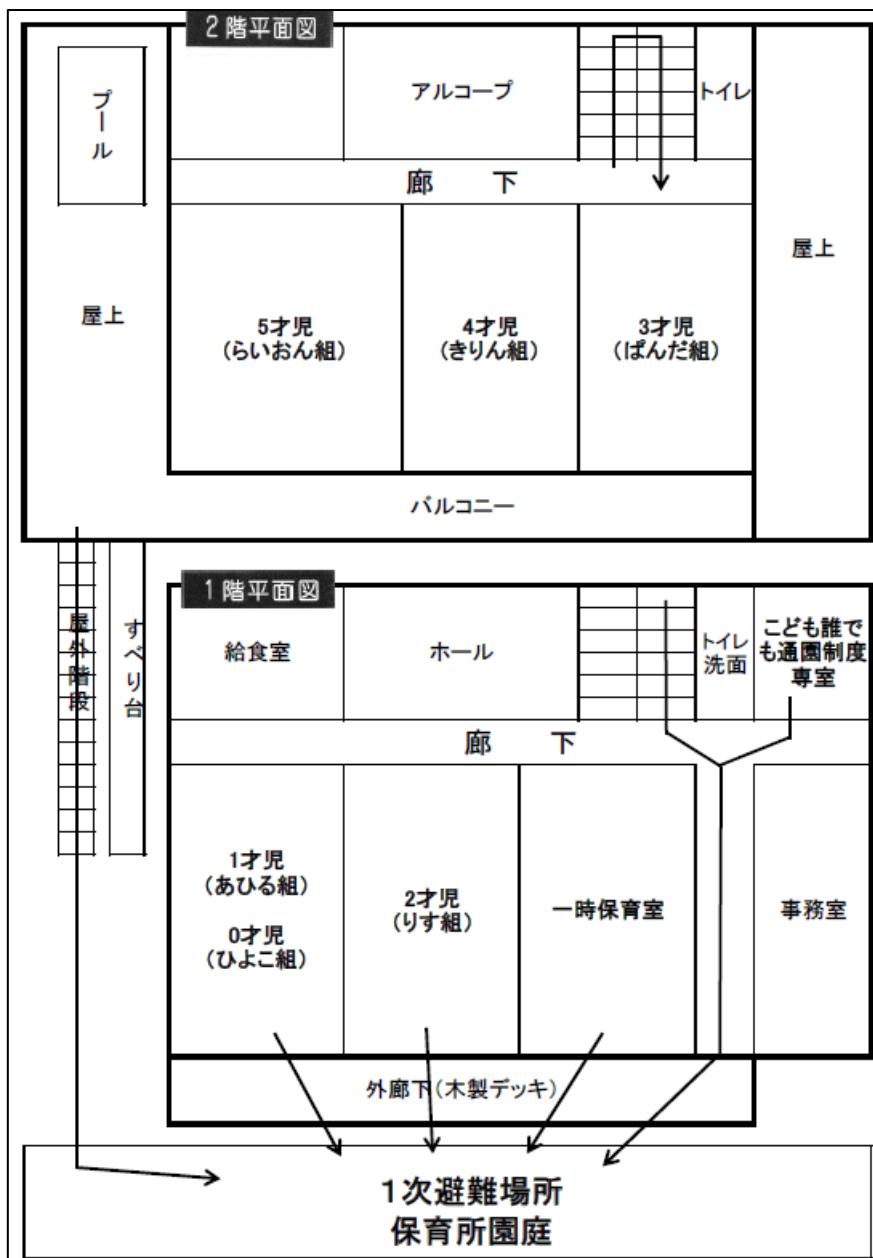 2階平面図
プール
アルコープ
トイレ
廊 下
屋上
5才児
(らいおん組)
4才児
(きりん組)
3才児
(ぱんだ組)
屋上
バルコニー
1階平面図
屋外階段
すべり台
給食室
ホール
トイレ
洗面
こども誰で
も通園制度
専室
廊 下
1才児
(あひる組)
0才児
(ひよこ組)
2才児
(りす組)
一時保育室
事務室
外廊下(木製デッキ)
1次避難場所
保育所園庭